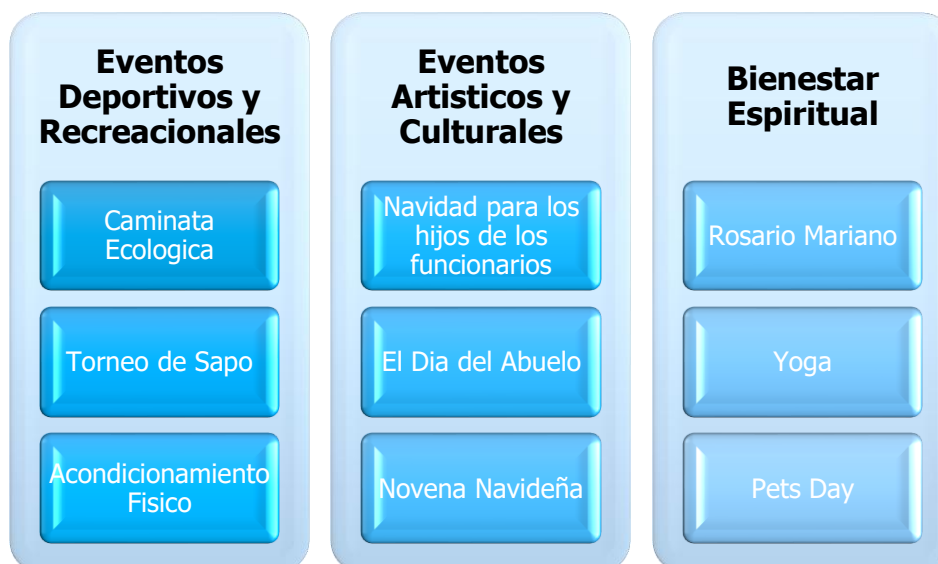 Eventos
Deportivos y
Recreacionales
Caminata
Ecologica
Torneo de Sapo
Acondicionamiento
Fisico
Eventos
Artisticos y
Culturales
Navidad para los
hijos de los
funcionarios
El Dia del Abuelo
Novena Navideña
Bienestar
Espiritual
Rosario Mariano
Yoga
Pets Day